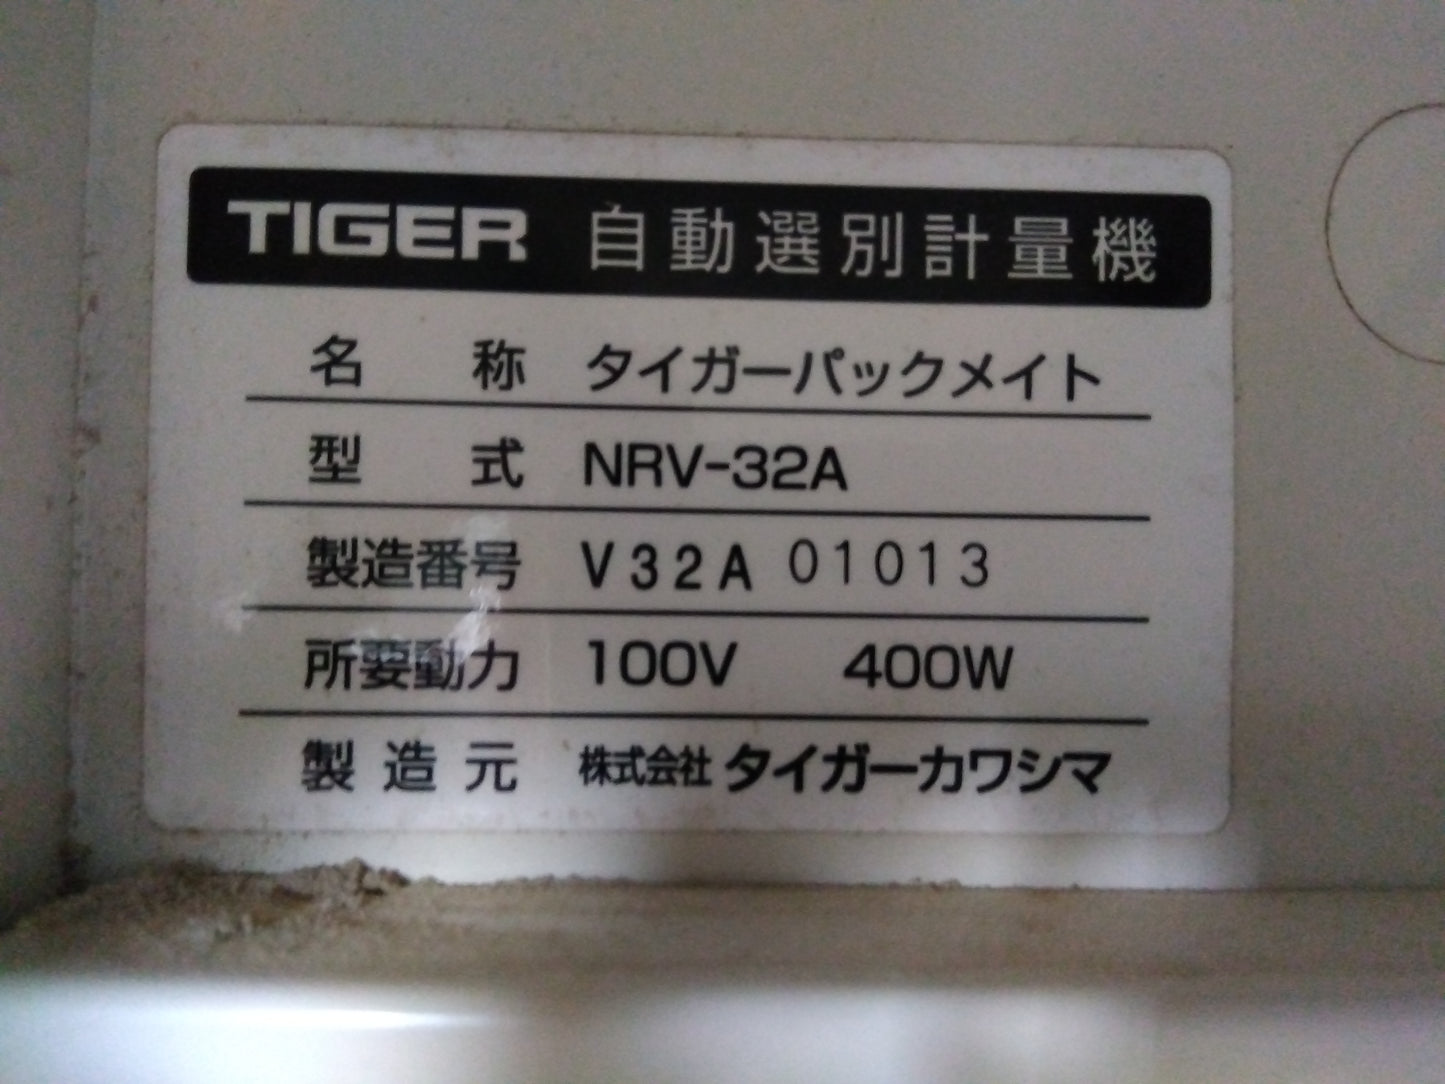 TIGER 自動選別計量機
名称 タイガーパックメイト
型式 NRV-32A
製造番号 V32A 01013
所要動力 100V 400W
製造元 株式会社 タイガーカワシマ